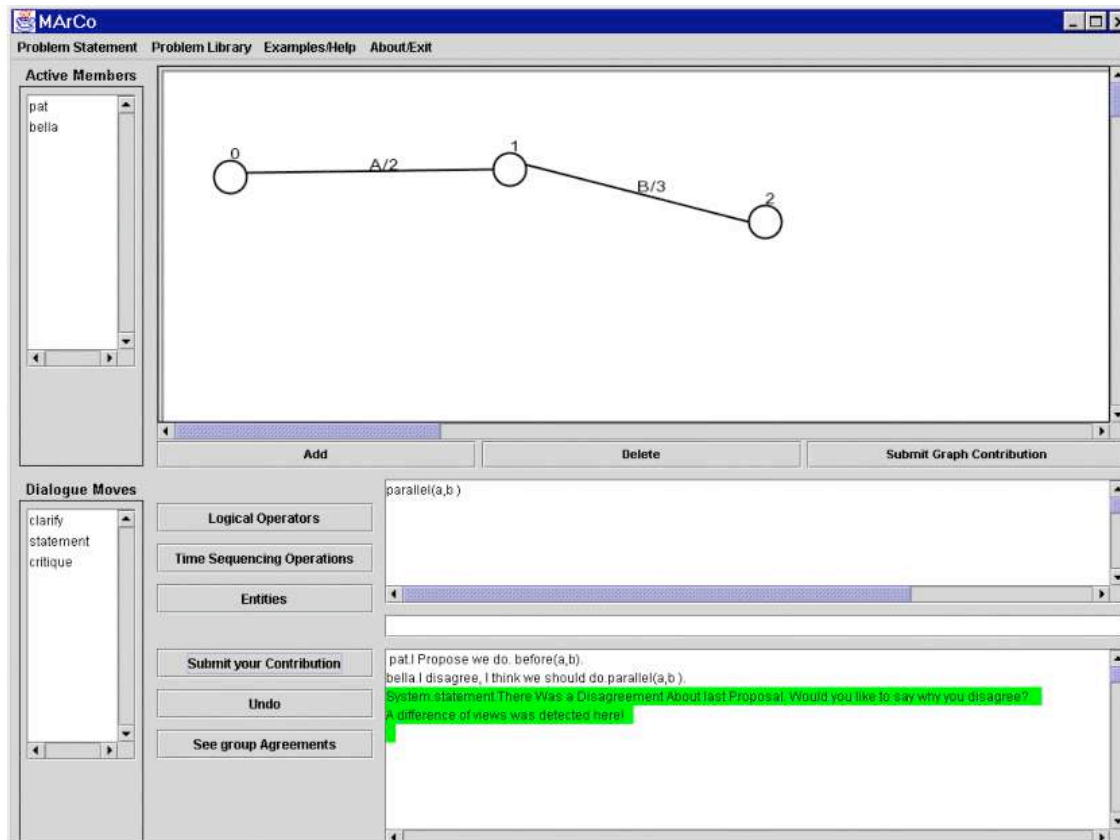 MArCo
Problem Statement Problem Library Examples/Help About/Exit
Active Members
pat
bella
0
A/2
1
B/3
2
Add Delete Submit Graph Contribution
Dialogue Moves
clarify
statement
critique
Logical Operators
Time Sequencing Operations
Entities
parallel(a,b )
Submit your Contribution
Undo
See group Agreements
pat.I Propose we do. before(a,b).
bella.I disagree, I think we should do.parallel(a,b ).
System.statement.There Was a Disagreement About last Proposal. Would you like to say why you disagree?
A difference of views was detected here!